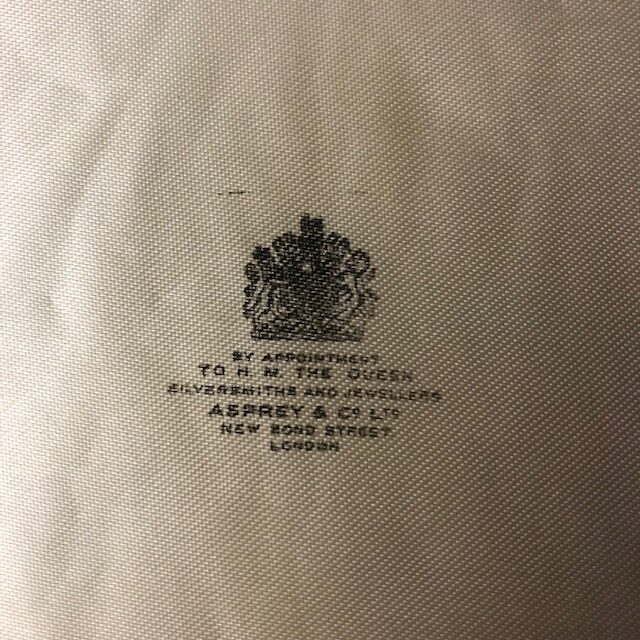 BY APPOINTMENT
TO H. M. THE QUEEN
SILVERSMITHS AND JEWELLERS
ASPREY & Cº LTD
NEW BOND STREET
LONDON